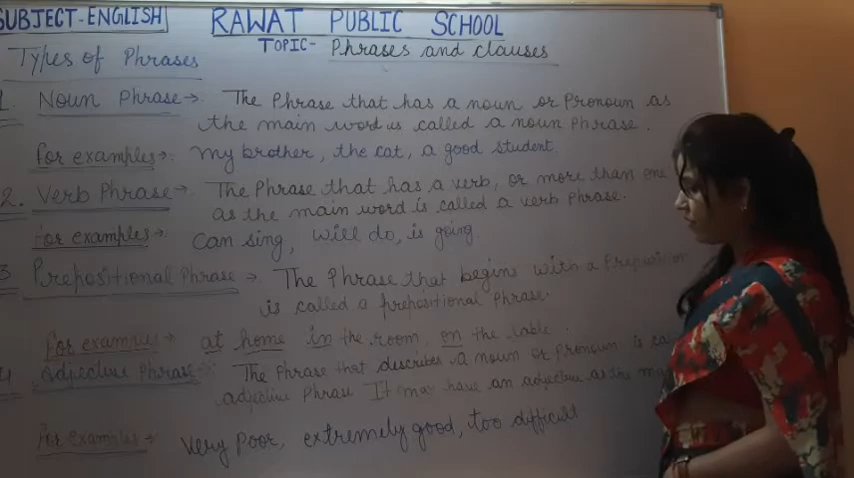 SUBJECT-ENGLISH RAWAT PUBLIC SCHOOL
TOPIC- Phrases and clauses
Types of Phrases
1. Noun Phrase → The Phrase that has a noun or Pronoun as
the main word is called a noun Phrase.
for examples → my brother, the cat, a good student.
2. Verb Phrase → The Phrase that has a verb, or more than one
as the main word is called a verb phrase.
For examples → Can sing, will do, is going.
3 Prepositional Phrase → The Phrase that begins with a Preposition
is called a prepositional phrase.
for examples → at home in the room, on the table.
4 Adjective Phrase → The Phrase that describes a noun or Pronoun is ca
adjective Phrase It may have an adjective as the ma
For examples → very Poor, extremely good, too difficult